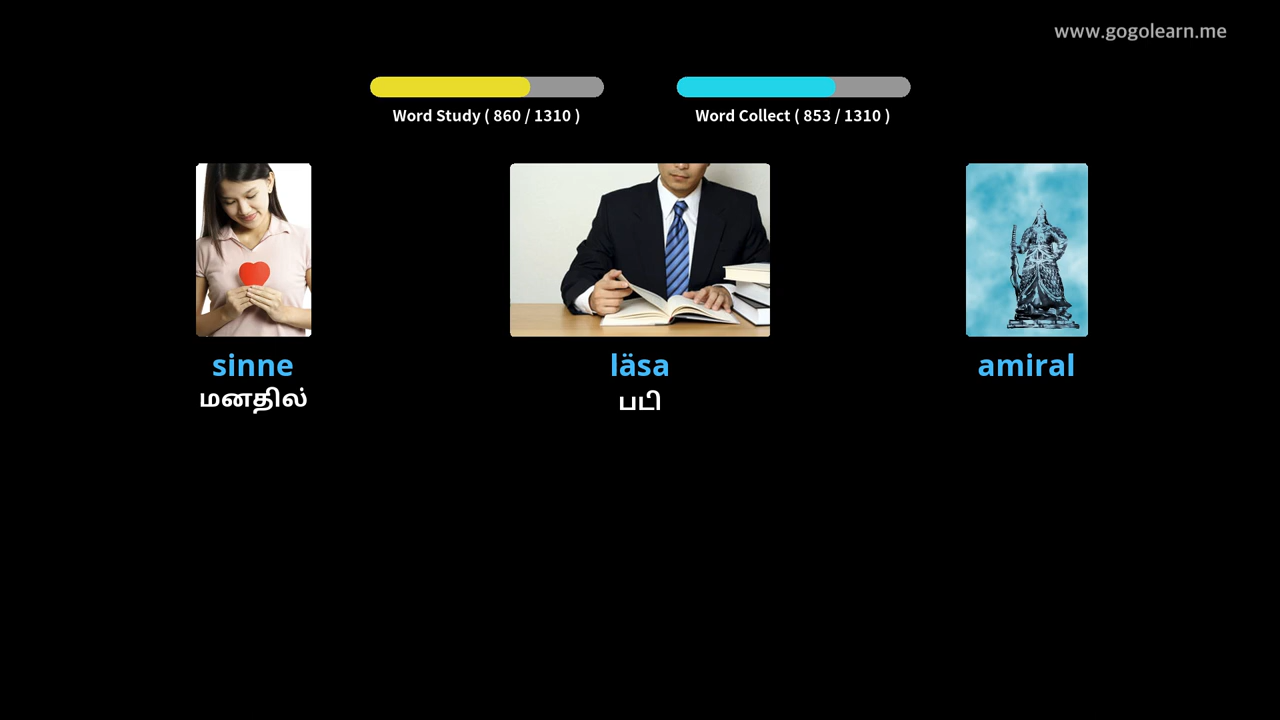 www.gogolearn.me
Word Study ( 860 / 1310 )
Word Collect ( 853 / 1310 )
sinne
மனதில்
läsa
படி
amiral